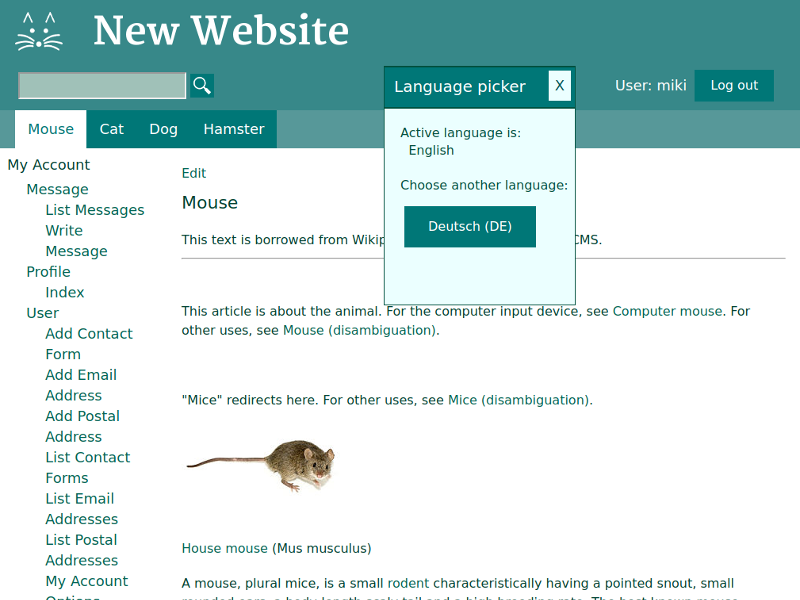 New Website
Language picker
X
User: miki
Log out
Mouse
Cat
Dog
Hamster
Active language is:
English
Choose another language:
Deutsch (DE)
My Account
Message
List Messages
Write
Message
Profile
Index
User
Add Contact
Form
Add Email
Address
Add Postal
Address
List Contact
Forms
List Email
Addresses
List Postal
Addresses
My Account
Edit
Mouse
This text is borrowed from CMS.
This article is about the animal. For the computer input device, see Computer mouse. For
other uses, see Mouse (disambiguation).
"Mice" redirects here. For other uses, see Mice (disambiguation).
House mouse (Mus musculus)
A mouse, plural mice, is a small rodent characteristically having a pointed snout, small